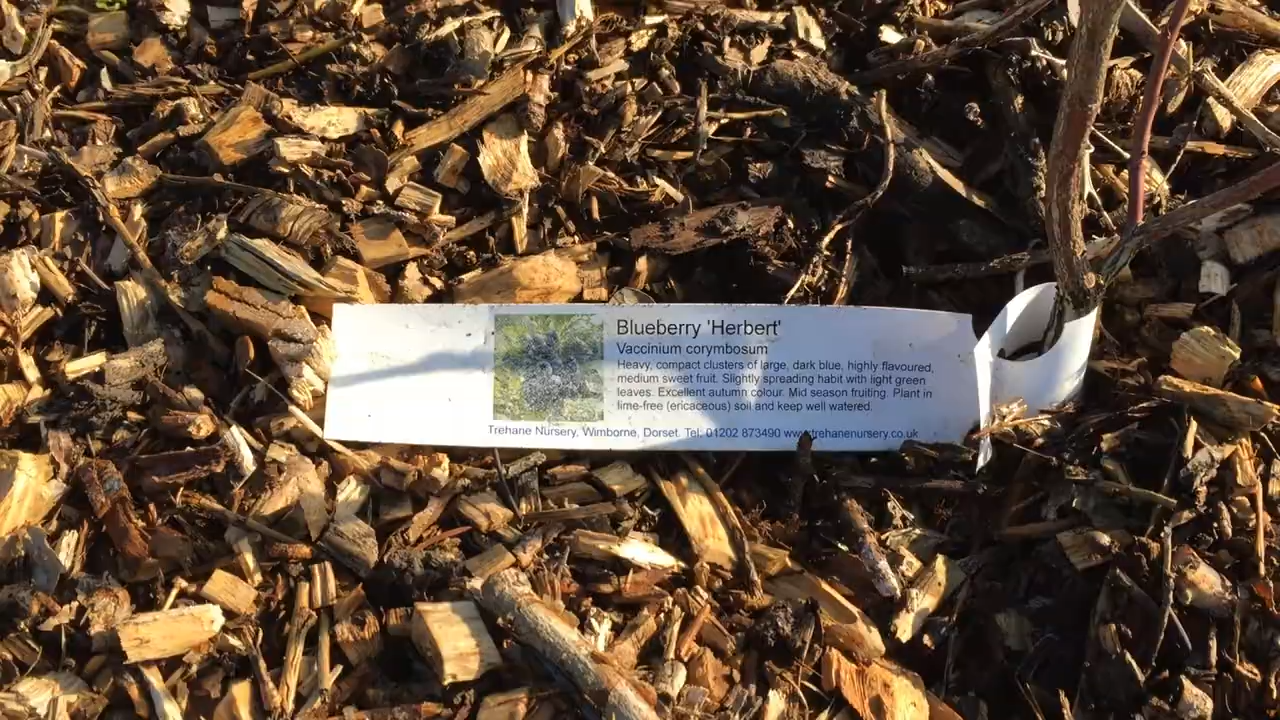 Blueberry 'Herbert'
Vaccinium corymbosum
Heavy, compact clusters of large, dark blue, highly flavoured,
medium sweet fruit. Slightly spreading habit with light green
leaves. Excellent autumn colour. Mid season fruiting. Plant in
lime-free (ericaceous) soil and keep well watered.
Trehane Nursery, Wimborne, Dorset. Tel. 01202 873490 www.trehanenursery.co.uk